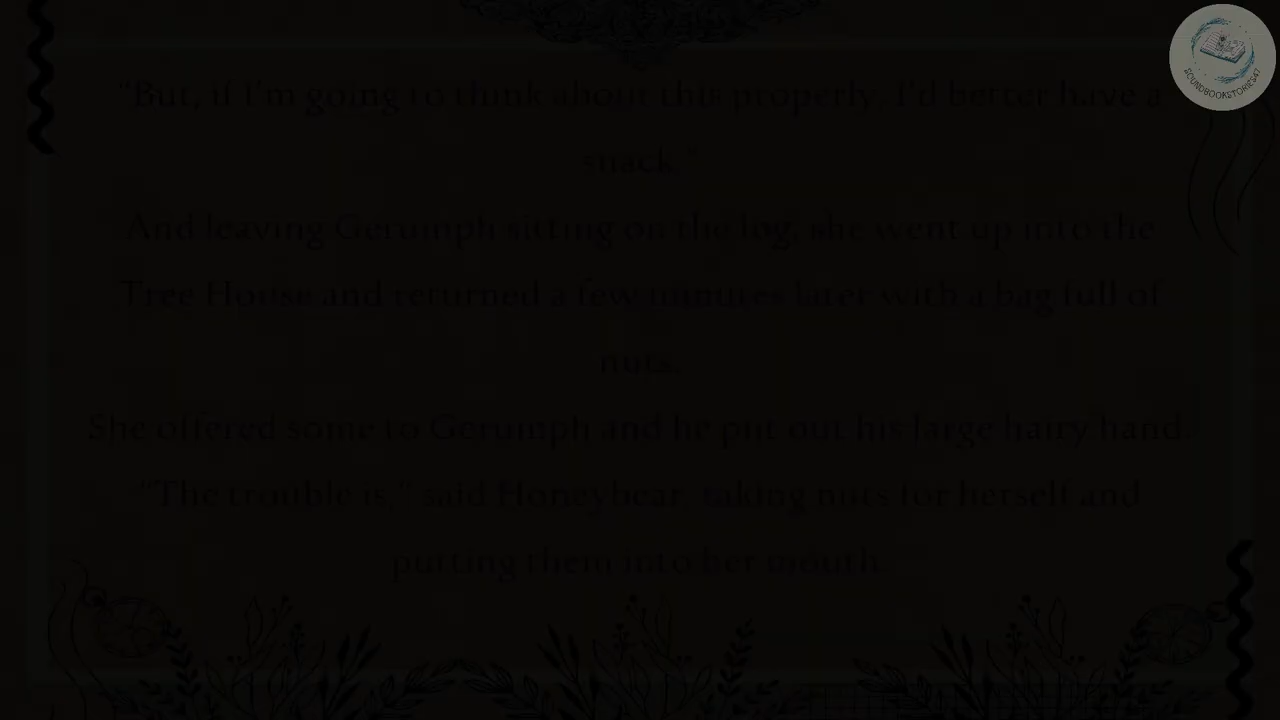 "But, if I'm going to think about this properly, I'd better have a
snack."
And leaving Gerumph sitting on the log, she went up into the
Tree House and returned a few minutes later with a bag full of
nuts.
She offered some to Gerumph and he put out his large hairy hand.
"The trouble is," said Honeybear, taking nuts for herself and
putting them into her mouth.
SOUNDBOOKSTORIES47